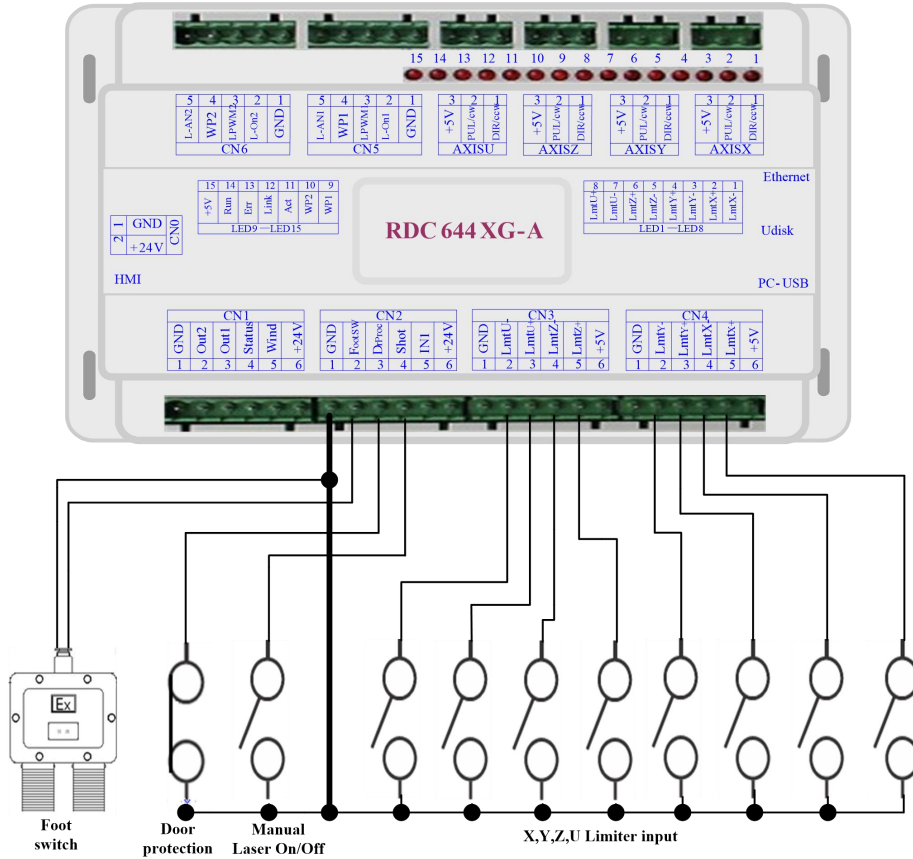 15 14 13 12 11 10 9 8 7 6 5 4 3 2 1
5 4 3 2 1
L-AN2 WP2 LPWM2 L-On2 GND
CN6
5 4 3 2 1
L-AN1 WP1 LPWM1 L-On1 GND
CN5
3 2 1
+5V PUL/cw DIR/ccw
AXISU
3 2 1
+5V PUL/cw DIR/ccw
AXISZ
3 2 1
+5V PUL/cw DIR/ccw
AXISY
3 2 1
+5V PUL/cw DIR/ccw
AXISX
Ethernet
15 14 13 12 11 10 9
+5V Run Err Link Act WP2 WP1
LED9—LED15
8 7 6 5 4 3 2 1
LmtU+ LmtU- LmtZ+ LmtZ- LmtY+ LmtY- LmtX+ LmtX-
LED1—LED8
1 GND
2 +24V
CN0
RDC 644 XG-A
Udisk
HMI
PC-USB
CN1
GND Out2 Out1 Status Wind +24V
1 2 3 4 5 6
CN2
GND FootSW DrProc Shot IN1 +24V
1 2 3 4 5 6
CN3
GND LmtU- LmtU+ LmtZ- LmtZ+ +5V
1 2 3 4 5 6
CN4
GND LmtY- LmtY+ LmtX- LmtX+ +5V
1 2 3 4 5 6
Ex
Foot
switch
Door
protection
Manual
Laser On/Off
X,Y,Z,U Limiter input